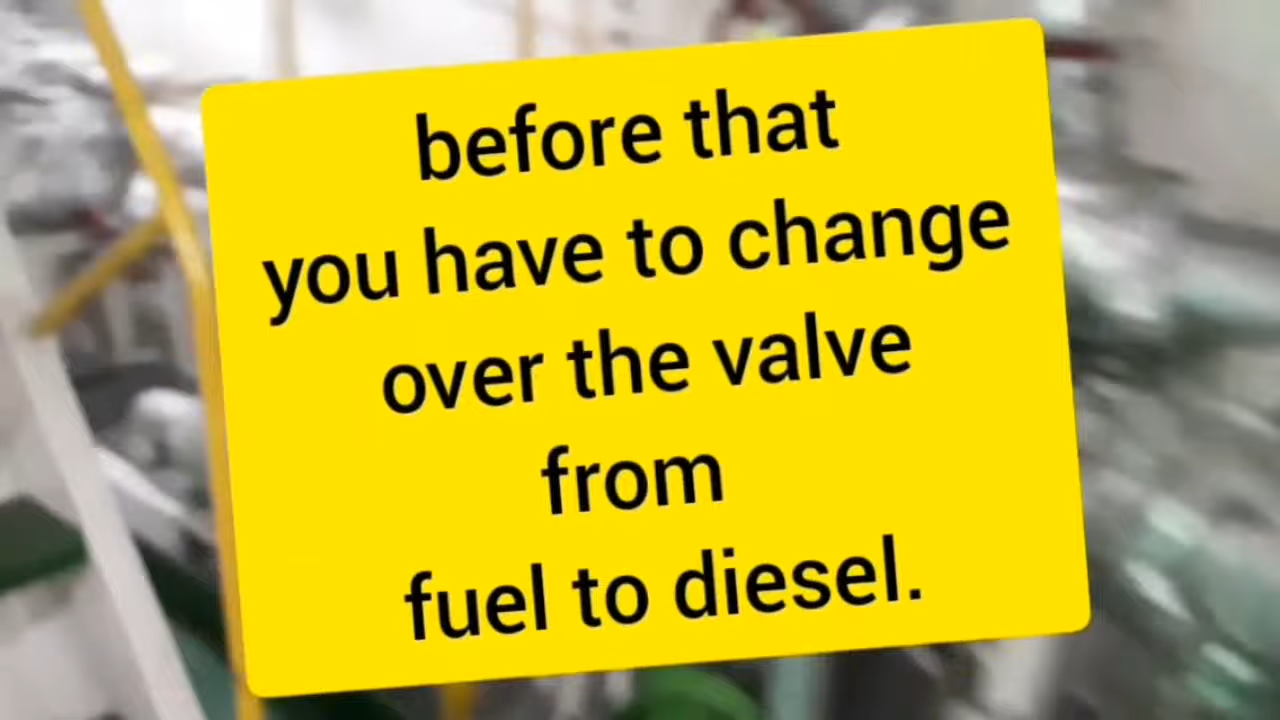 before that
you have to change
over the valve
from
fuel to diesel.